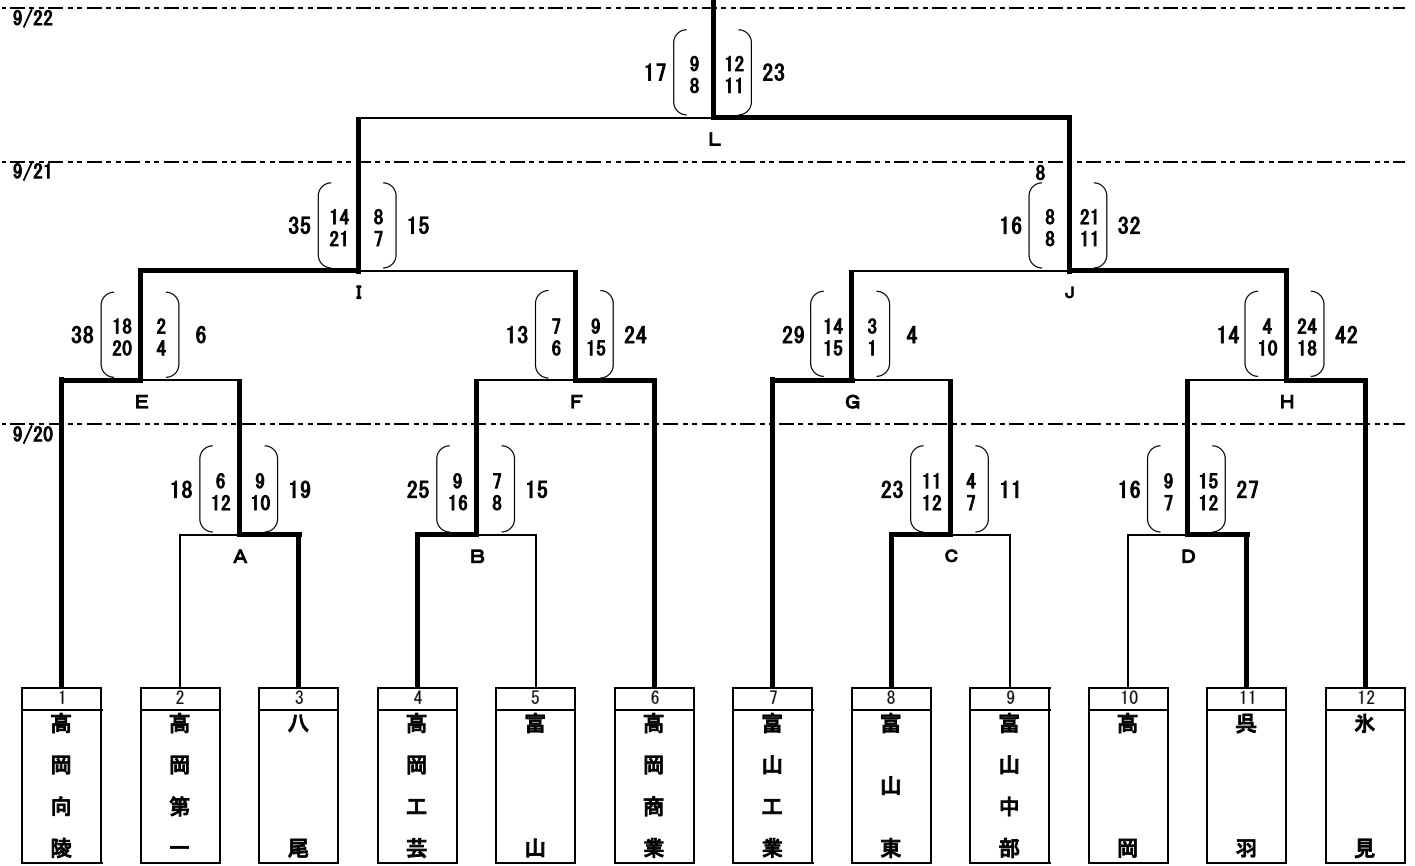 9/22
17 9 12 23
8 11
L
9/21
8
35 14 8 15 16 8 21 32
21 7 8 11
I J
38 18 2 6 13 7 9 24 29 14 3 4 14 4 24 42
20 4 6 15 15 1 10 18
E F G H
9/20
18 6 9 19 25 9 7 15 23 11 4 11 16 9 15 27
12 10 16 8 12 7 7 12
A B C D
1 2 3 4 5 6 7 8 9 10 11 12
高岡向陵
高岡第一
八尾
高岡工芸
富山
高岡商業
富山工業
富山東
富山中部
高岡
呉羽
氷見